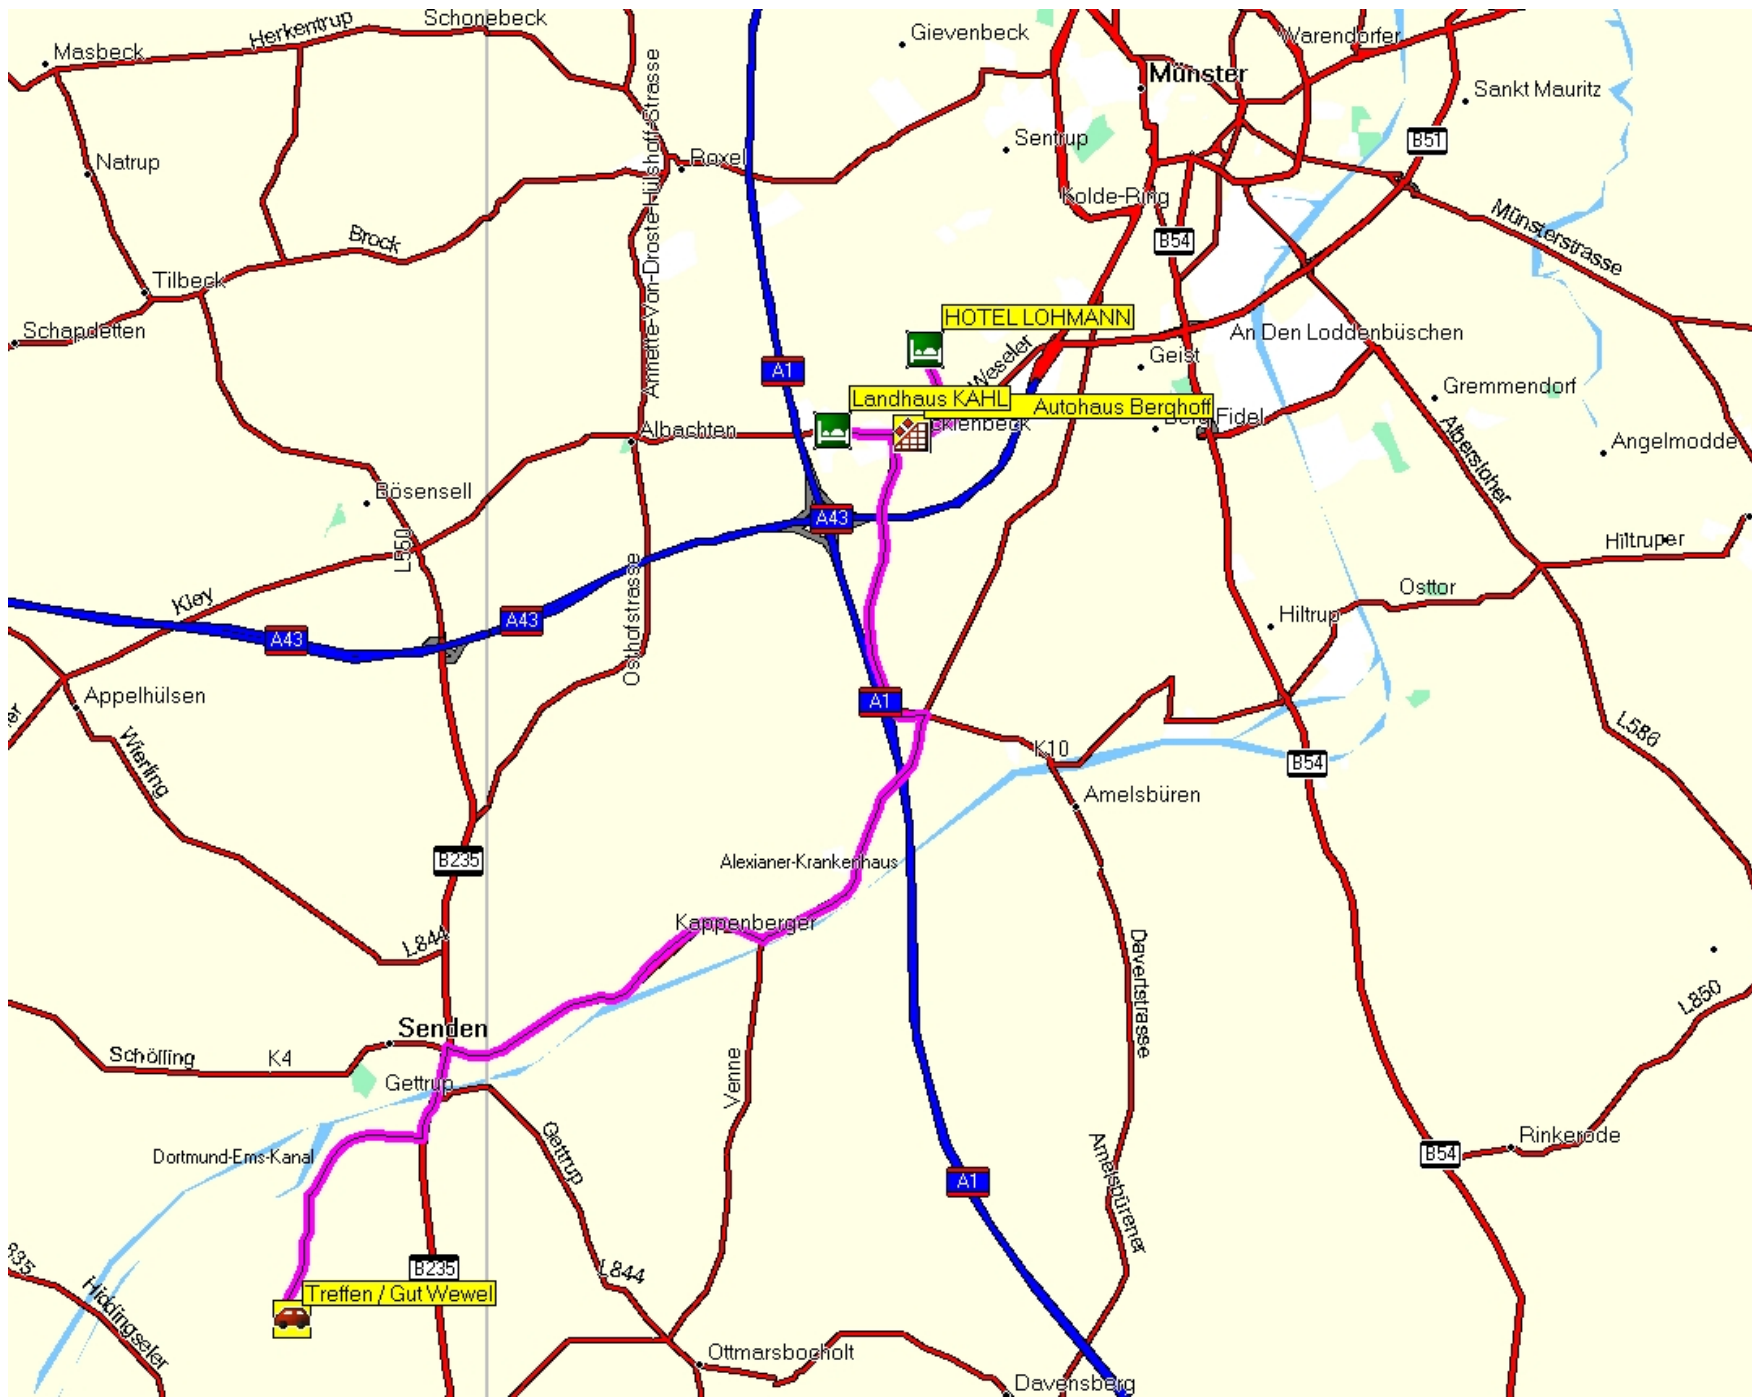 Schonebeck
Herkentrup
Masbeck
Gievenbeck
Warendorfer
Münster
Sankt Mauritz
Natrup
Roxel
Sentrup
B51
Annette-Von-Droste-Hülshoff-Strasse
Kolde-Ring
Brock
B54
Münsterstrasse
Tilbeck
Schapdetten
HOTEL LOHMANN
An Den Loddenbüschen
Weseler
Geist
A1
Gremmendorf
Landhaus KAHL
Autohaus Berghoff
Albachten
cklenbeck
Berg Fidel
Angelmodde
Albersloher
Bösensell
A43
L550
Hiltruper
Osthofstrasse
Kley
A43
A43
Osttor
Hiltrup
Appelhülsen
er
A1
L586
Wierling
K10
B54
Amelsbüren
B235
Alexianer-Krankenhaus
Kappenberger
L844
Davertstrasse
L850
Senden
Schölling
K4
Gettrup
Venne
Gettrup
Dortmund-Ems-Kanal
Rinkerode
B54
A1
Amelsbürener
835
B235
L844
Treffen / Gut Wewel
Hiddingseler
Ottmarsbocholt
Davensberg